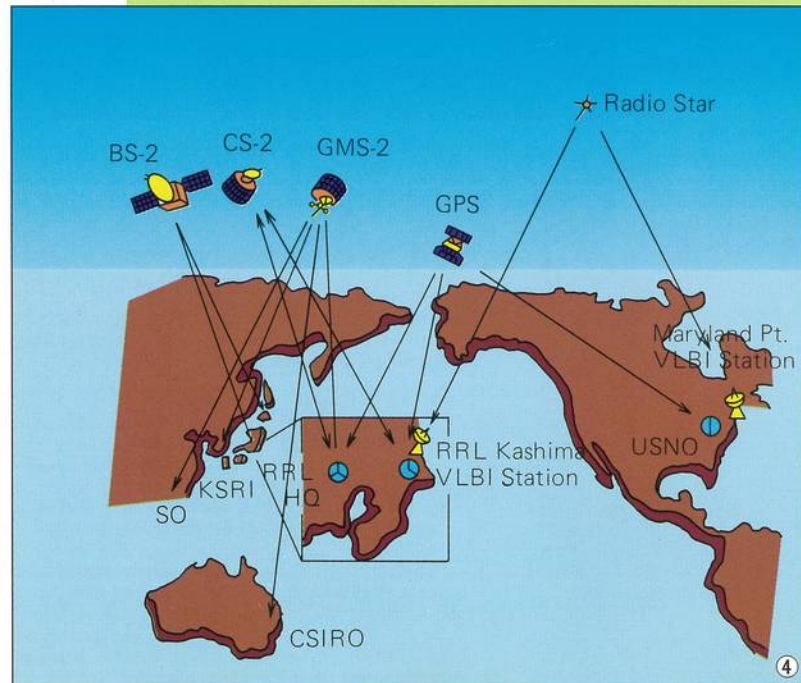 Radio Star
BS-2
CS-2
GMS-2
GPS
Maryland Pt.
VLBI Station
USNO
RRL Kashima
VLBI Station
RRL
HQ
KSRI
SO
CSIRO
4